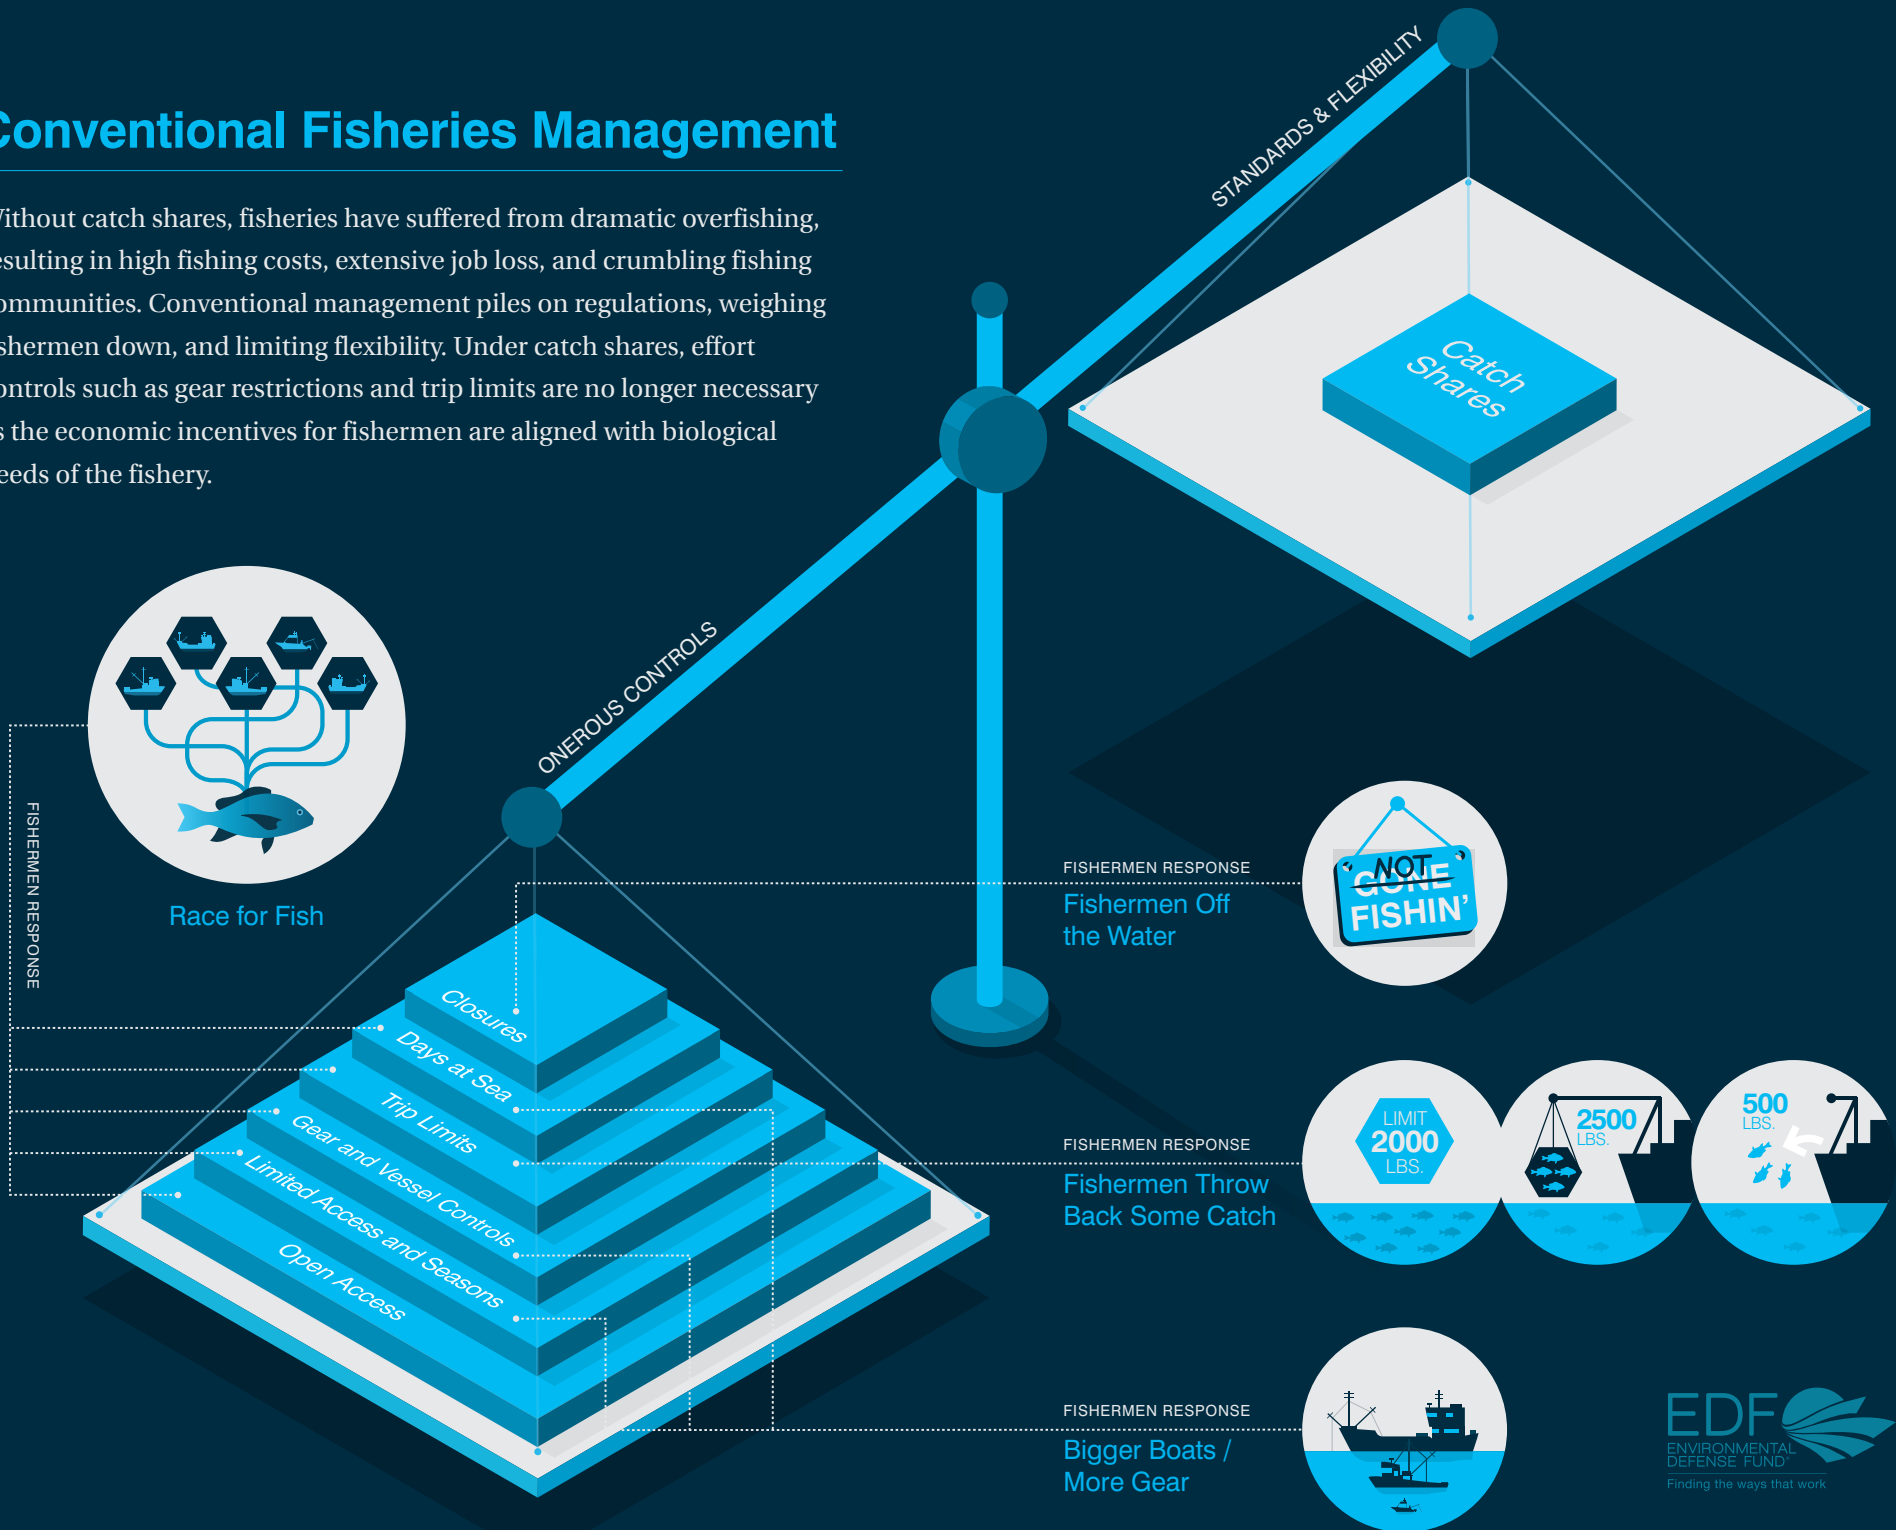 Conventional Fisheries Management
Without catch shares, fisheries have suffered from dramatic overfishing,
esulting in high fishing costs, extensive job loss, and crumbling fishing
ommunities. Conventional management piles on regulations, weighing
shermen down, and limiting flexibility. Under catch shares, effort
ontrols such as gear restrictions and trip limits are no longer necessary
s the economic incentives for fishermen are aligned with biological
eeds of the fishery.
STANDARDS & FLEXIBILITY
Catch
Shares
ONEROUS CONTROLS
FISHERMEN RESPONSE
Race for Fish
Closures
Days at Sea
Trip Limits
Gear and Vessel Controls
Limited Access and Seasons
Open Access
FISHERMEN RESPONSE
Fishermen Off
the Water
NOT
GONE
FISHIN’
FISHERMEN RESPONSE
Fishermen Throw
Back Some Catch
LIMIT
2000
LBS.
2500
LBS.
500
LBS.
FISHERMEN RESPONSE
Bigger Boats /
More Gear
EDF
ENVIRONMENTAL
DEFENSE FUND
Finding the ways that work